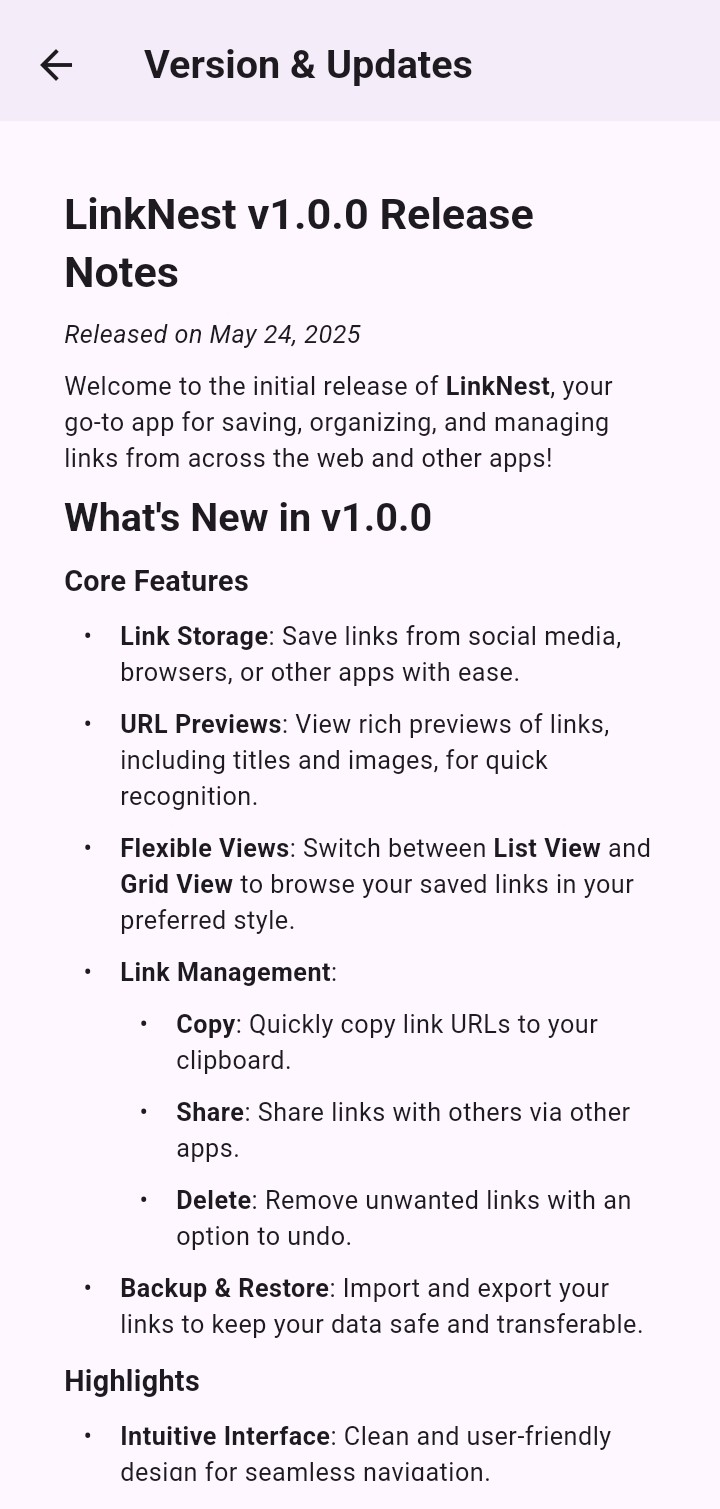 Version & Updates
LinkNest v1.0.0 Release
Notes
Released on May 24, 2025
Welcome to the initial release of LinkNest, your
go-to app for saving, organizing, and managing
links from across the web and other apps!
What's New in v1.0.0
Core Features
• Link Storage: Save links from social media,
browsers, or other apps with ease.
• URL Previews: View rich previews of links,
including titles and images, for quick
recognition.
• Flexible Views: Switch between List View and
Grid View to browse your saved links in your
preferred style.
• Link Management:
• Copy: Quickly copy link URLs to your
clipboard.
• Share: Share links with others via other
apps.
• Delete: Remove unwanted links with an
option to undo.
• Backup & Restore: Import and export your
links to keep your data safe and transferable.
Highlights
• Intuitive Interface: Clean and user-friendly
design for seamless navigation.